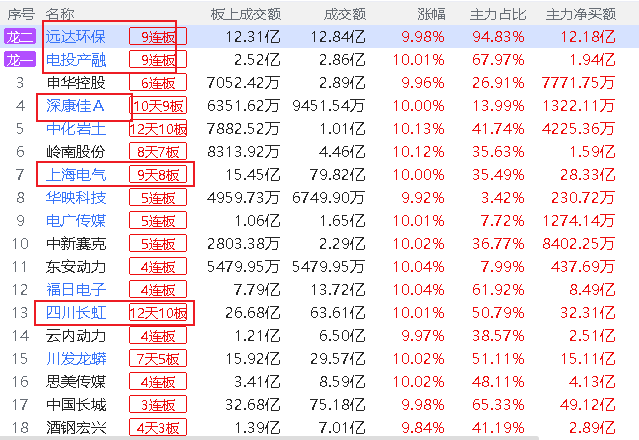 序号 名称 板上成交额 成交额 涨幅 主力占比 主力净买额
龙二 远达环保 9连板 12.31亿 12.84亿 9.98% 94.83% 12.18亿
龙一 电投产融 9连板 2.52亿 2.86亿 10.01% 67.97% 1.94亿
3 申华控股 6连板 7052.42万 2.89亿 9.96% 26.91% 7771.75万
4 深康佳A 10天9板 6351.62万 9451.54万 10.00% 13.99% 1322.11万
5 中化岩土 12天10板 7882.52万 1.01亿 10.13% 41.74% 4225.36万
6 岭南股份 8天7板 8313.92万 4.46亿 10.12% 35.63% 1.59亿
7 上海电气 9天8板 15.45亿 79.82亿 10.00% 35.49% 28.33亿
8 华映科技 5连板 4959.73万 6749.90万 9.92% 3.42% 230.72万
9 电广传媒 5连板 1.06亿 1.65亿 10.01% 7.72% 1274.14万
10 中新赛克 5连板 2803.38万 2.29亿 10.02% 36.77% 8402.25万
11 东安动力 4连板 5479.95万 5479.95万 10.04% 7.99% 437.69万
12 福日电子 4连板 7.79亿 13.72亿 10.04% 61.92% 8.49亿
13 四川长虹 12天10板 26.68亿 63.61亿 10.01% 50.79% 32.31亿
14 云内动力 4连板 1.21亿 6.50亿 9.97% 38.57% 2.51亿
15 川发龙蟒 7天5板 15.92亿 29.57亿 10.02% 51.11% 15.11亿
16 思美传媒 4连板 3.41亿 8.59亿 10.02% 48.11% 4.13亿
17 中国长城 3连板 32.68亿 75.18亿 9.98% 65.33% 49.12亿
18 酒钢宏兴 4天3板 1.39亿 7.01亿 9.84% 41.19% 2.89亿